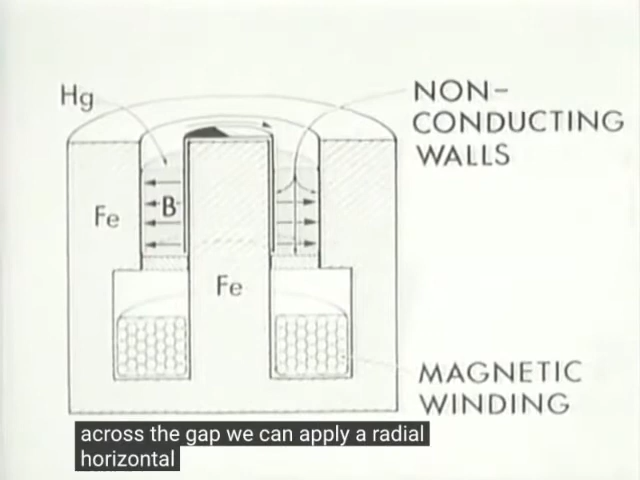 Hg
NON-
CONDUCTING
WALLS
Fe
B
Fe
MAGNETIC
WINDING
across the gap we can apply a radial
horizontal